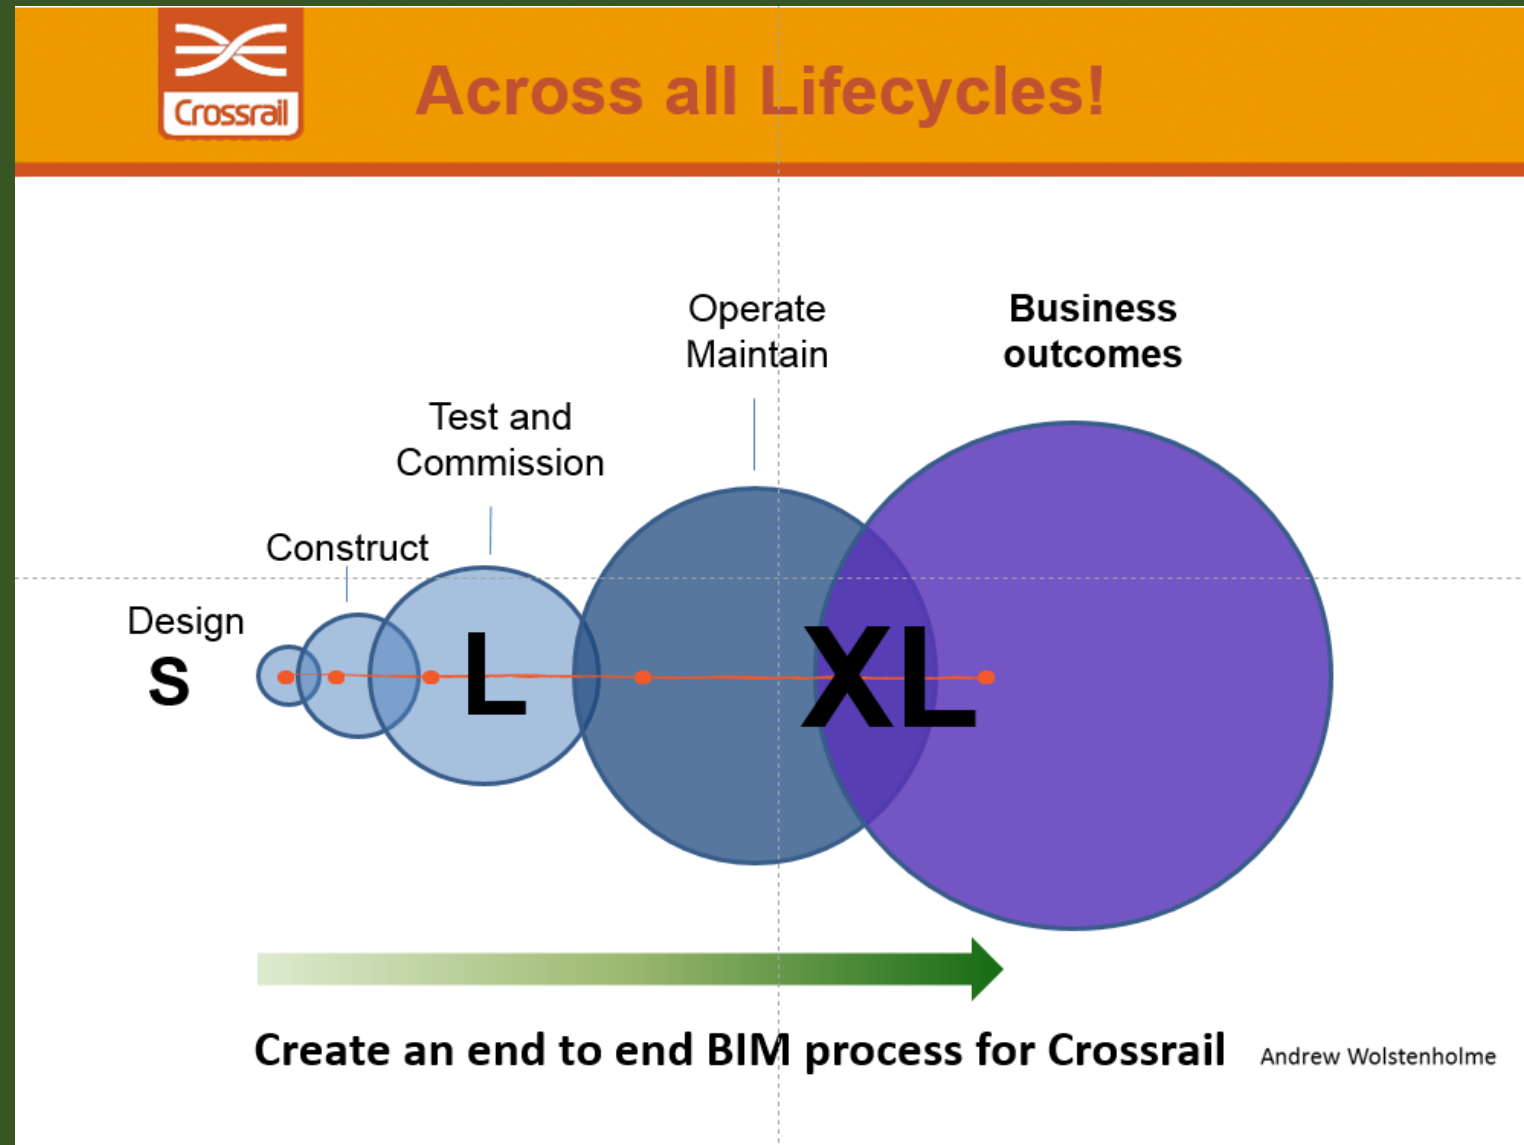 Crossrail
Across all Lifecycles!
Operate
Maintain
Business
outcomes
Test and
Commission
Construct
Design
S
L
XL
Create an end to end BIM process for Crossrail
Andrew Wolstenholme